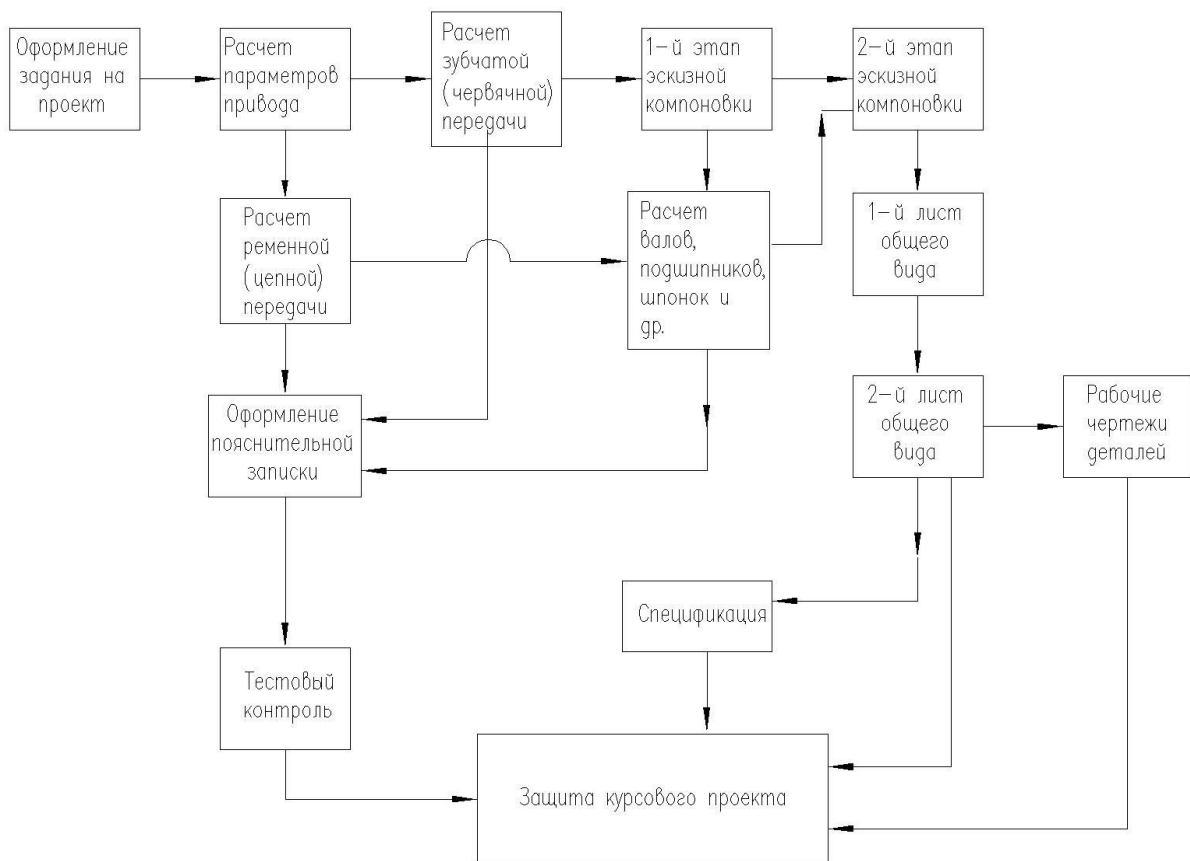 Оформление
задания на
проект
Расчет
параметров
привода
Расчет
зубчатой
(червячной)
передачи
1-й этап
эскизной
компоновки
2-й этап
эскизной
компоновки
Расчет
ременной
(цепной)
передачи
Расчет
валов,
подшипников,
шпонок и
др.
1-й лист
общего
вида
Оформление
пояснительной
записки
2-й лист
общего
вида
Рабочие
чертежи
деталей
Спецификация
Тестовый
контроль
Защита курсового проекта